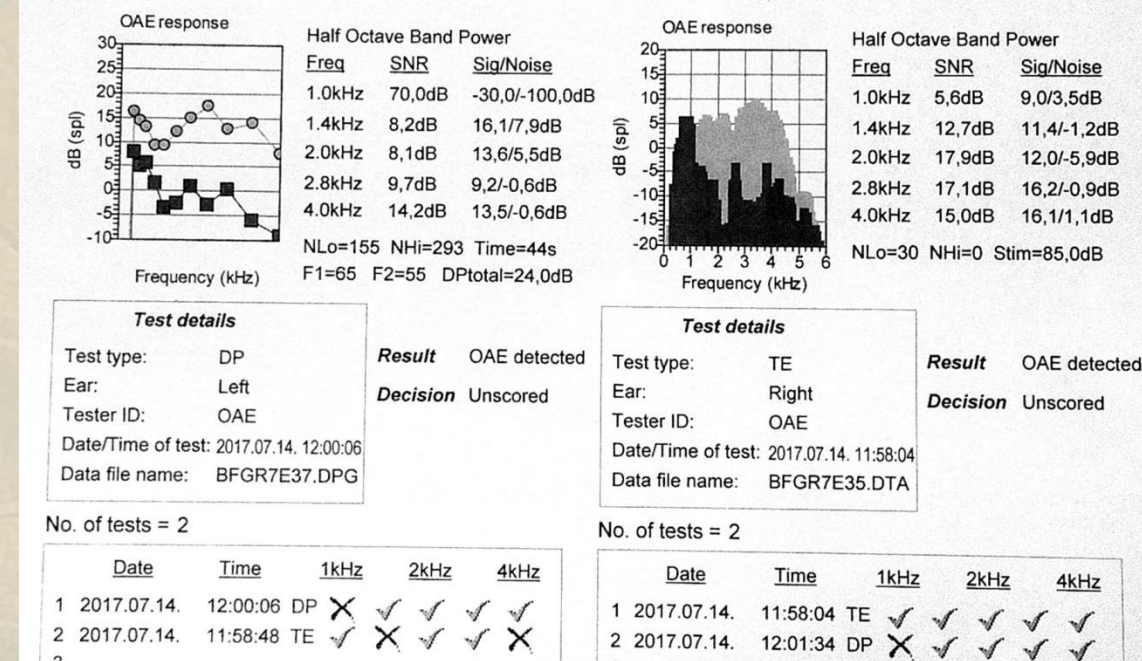 OAE response
30
25
20
15
10
5
0
-5
-10
dB (spl)
Frequency (kHz)
Half Octave Band Power
Freq SNR Sig/Noise
1.0kHz 70,0dB -30,0/-100,0dB
1.4kHz 8,2dB 16,1/7,9dB
2.0kHz 8,1dB 13,6/5,5dB
2.8kHz 9,7dB 9,2/-0,6dB
4.0kHz 14,2dB 13,5/-0,6dB
NLo=155 NHi=293 Time=44s
F1=65 F2=55 DPtotal=24,0dB
Test details
Test type: DP
Ear: Left
Tester ID: OAE
Date/Time of test: 2017.07.14. 12:00:06
Data file name: BFGR7E37.DPG
Result OAE detected
Decision Unscored
No. of tests = 2
Date Time 1kHz 2kHz 4kHz
1 2017.07.14. 12:00:06 DP
2 2017.07.14. 11:58:48 TE
OAE response
20
15
10
5
0
-5
-10
-15
-20
dB (spl)
0 1 2 3 4 5 6
Frequency (kHz)
Half Octave Band Power
Freq SNR Sig/Noise
1.0kHz 5,6dB 9,0/3,5dB
1.4kHz 12,7dB 11,4/-1,2dB
2.0kHz 17,9dB 12,0/-5,9dB
2.8kHz 17,1dB 16,2/-0,9dB
4.0kHz 15,0dB 16,1/1,1dB
NLo=30 NHi=0 Stim=85,0dB
Test details
Test type: TE
Ear: Right
Tester ID: OAE
Date/Time of test: 2017.07.14. 11:58:04
Data file name: BFGR7E35.DTA
Result OAE detected
Decision Unscored
No. of tests = 2
Date Time 1kHz 2kHz 4kHz
1 2017.07.14. 11:58:04 TE
2 2017.07.14. 12:01:34 DP